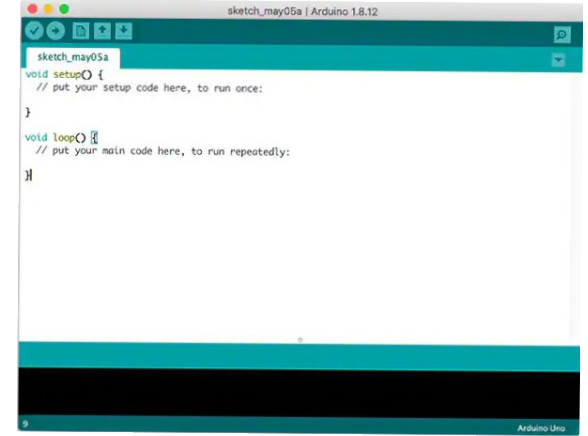 sketch_may05a | Arduino 1.8.12
sketch_may05a
void setup() {
// put your setup code here, to run once:
}
void loop() {
// put your main code here, to run repeatedly:
}
9
Arduino Uno